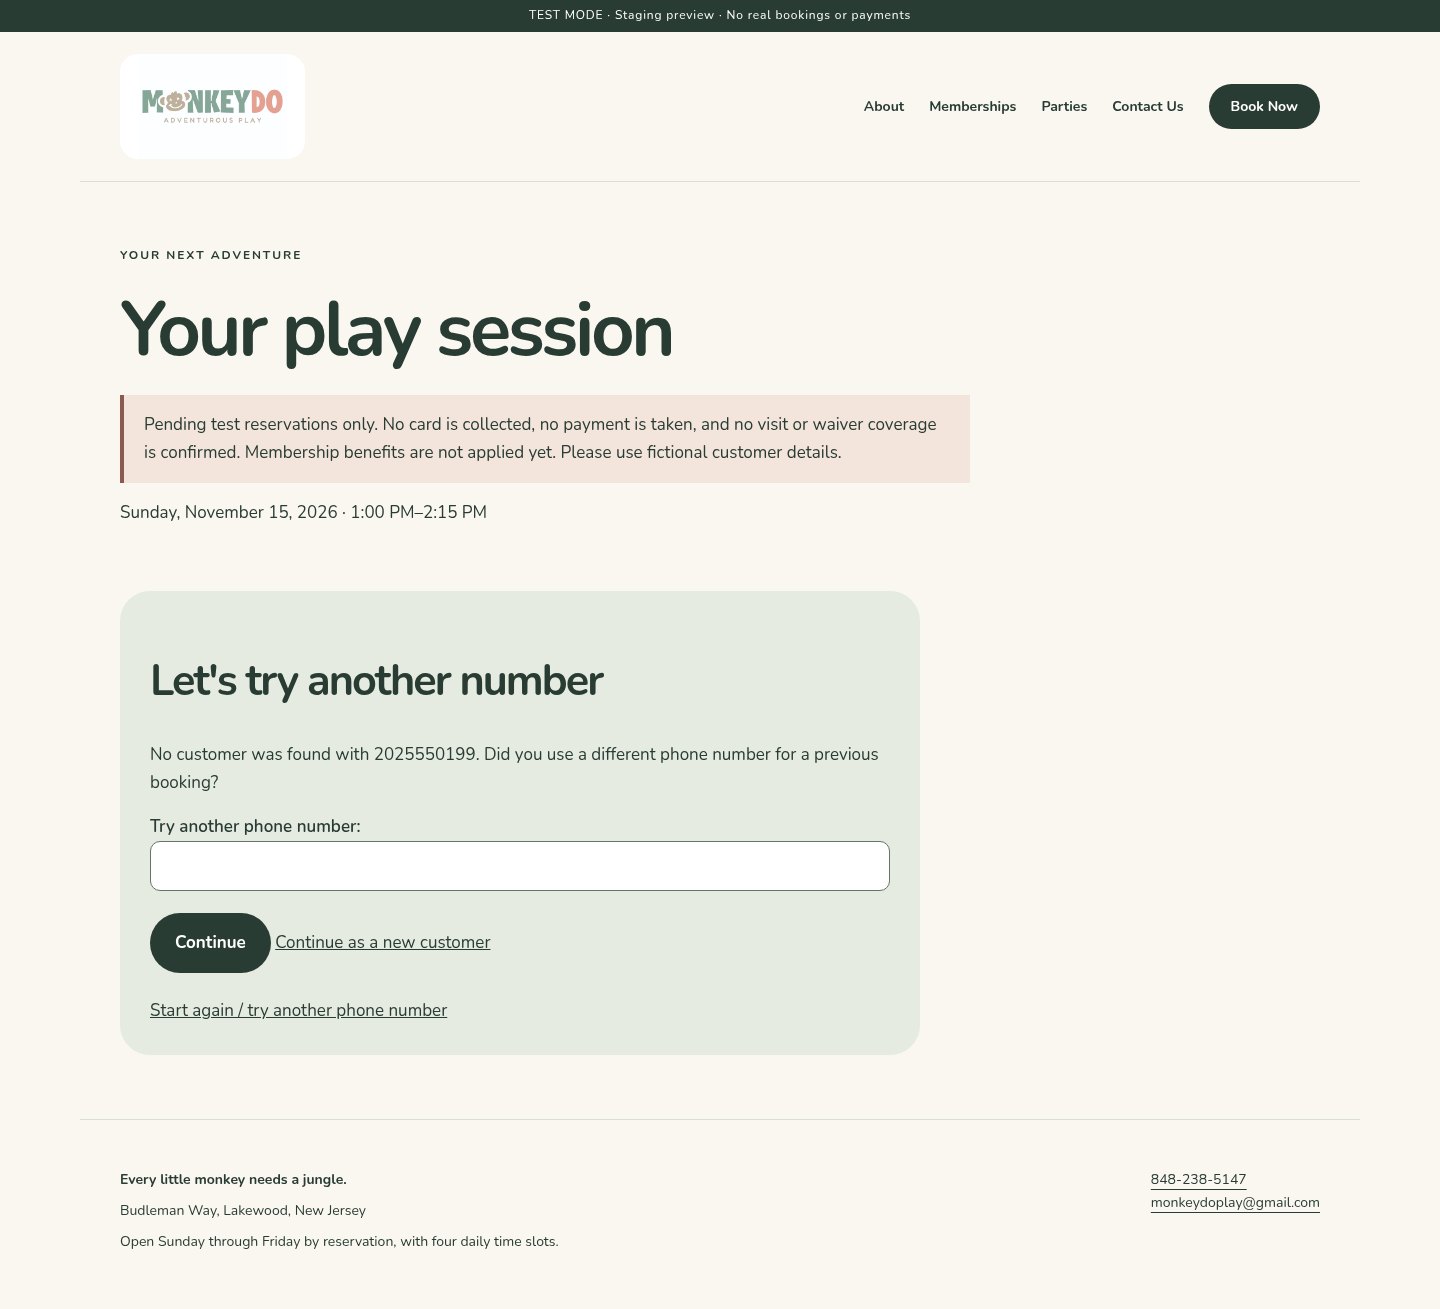 TEST MODE · Staging preview · No real bookings or payments
MONKEYDO
ADVENTUROUS PLAY
About Memberships Parties Contact Us Book Now
YOUR NEXT ADVENTURE
Your play session
Pending test reservations only. No card is collected, no payment is taken, and no visit or waiver coverage
is confirmed. Membership benefits are not applied yet. Please use fictional customer details.
Sunday, November 15, 2026 · 1:00 PM–2:15 PM
Let's try another number
No customer was found with 2025550199. Did you use a different phone number for a previous
booking?
Try another phone number:
Continue Continue as a new customer
Start again / try another phone number
Every little monkey needs a jungle.
Budleman Way, Lakewood, New Jersey
Open Sunday through Friday by reservation, with four daily time slots.
848-238-5147
monkeydoplay@gmail.com